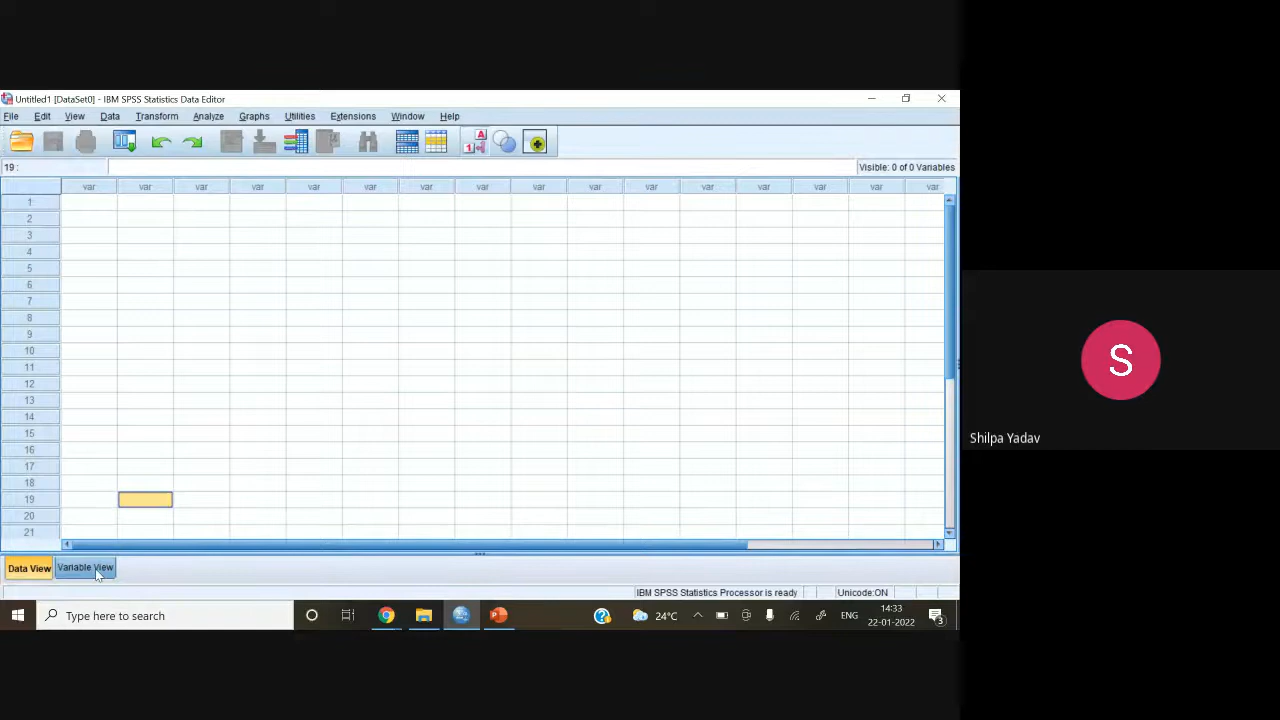 Untitled1 [DataSet0] - IBM SPSS Statistics Data Editor
File Edit View Data Transform Analyze Graphs Utilities Extensions Window Help
19 :
Visible: 0 of 0 Variables
var var var var var var var var var var var var var var var var
1
2
3
4
5
6
7
8
9
10
11
12
13
14
15
16
17
18
19
20
21
Data View Variable View
IBM SPSS Statistics Processor is ready Unicode:ON
Type here to search
24°C
ENG
14:33
22-01-2022
3
S
Shilpa Yadav